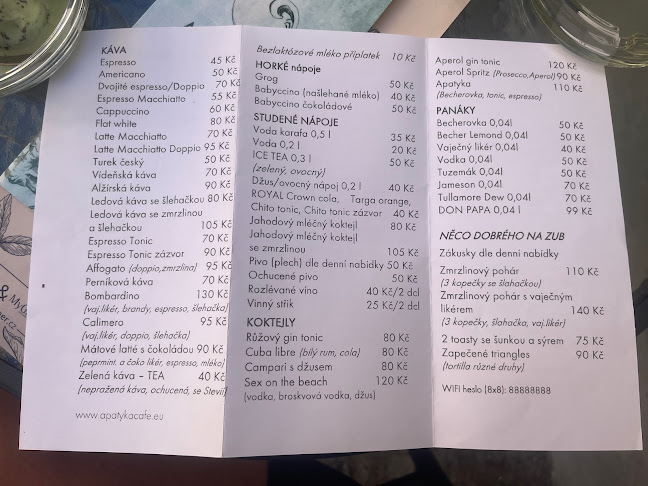 KÁVA
Espresso 45 Kč
Americano 50 Kč
Dvojité espresso/Doppio 70 Kč
Espresso Macchiatto 55 Kč
Cappuccino 60 Kč
Flat white 80 Kč
Latte Macchiatto 70 Kč
Latte Macchiatto Doppio 95 Kč
Turek český 50 Kč
Vídeňská káva 70 Kč
Alžírská káva 90 Kč
Ledová káva se šlehačkou 80 Kč
Ledová káva se zmrzlinou
a šlehačkou 105 Kč
Espresso Tonic 70 Kč
Espresso Tonic zázvor 90 Kč
Affogato (doppio,zmrzlina) 95 Kč
Perníková káva 70 Kč
Bombardino 130 Kč
(vaj.likér, brandy, espresso, šlehačka)
Calimero 95 Kč
(vaj.likér, doppio, šlehačka)
Mátové latté s čokoládou 90 Kč
(peprmint. a čoko likér, espresso, mléko)
Zelená káva – TEA 40 Kč
(nepražená káva, ochucená, se Stevií)
www.apatykacafe.eu
Bezlaktózové mléko příplatek 10 Kč
HORKÉ nápoje
Grog 50 Kč
Babyccino (našlehané mléko) 40 Kč
Babyccino čokoládové 50 Kč
STUDENÉ NÁPOJE
Voda karafa 0,5 l 35 Kč
Voda 0,2 l 20 Kč
ICE TEA 0,3 l 50 Kč
(zelený, ovocný)
Džus/ovocný nápoj 0,2 l 40 Kč
ROYAL Crown cola, Targa orange,
Chito tonic, Chito tonic zázvor 40 Kč
Jahodový mléčný koktejl 80 Kč
Jahodový mléčný koktejl
se zmrzlinou 105 Kč
Pivo (plech) dle denní nabídky 50 Kč
Ochucené pivo 50 Kč
Rozlévané víno 40 Kč/2 dcl
Vinný střik 25 Kč/2 dcl
KOKTEJLY
Růžový gin tonic 80 Kč
Cuba libre (bílý rum, cola) 80 Kč
Campari s džusem 80 Kč
Sex on the beach 120 Kč
(vodka, broskvová vodka, džus)
Aperol gin tonic 120 Kč
Aperol Spritz (Prosecco,Aperol) 90 Kč
Apatyka 110 Kč
(Becherovka, tonic, espresso)
PANÁKY
Becherovka 0,04l 50 Kč
Becher Lemond 0,04l 50 Kč
Vaječný likér 0,04l 40 Kč
Vodka 0,04l 50 Kč
Tuzemák 0,04l 50 Kč
Jameson 0,04l 70 Kč
Tullamore Dew 0,04l 70 Kč
DON PAPA 0,04 l 99 Kč
NĚCO DOBRÉHO NA ZUB
Zákusky dle denní nabídky
Zmrzlinový pohár 110 Kč
(3 kopečky se šlahačkou)
Zmrzlinový pohár s vaječným
likérem 140 Kč
(3 kopečky, šlahačka, vaj.likér)
2 toasty se šunkou a sýrem 75 Kč
Zapečené triangles 90 Kč
(tortilla různé druhy)
WIFI heslo (8x8): 88888888